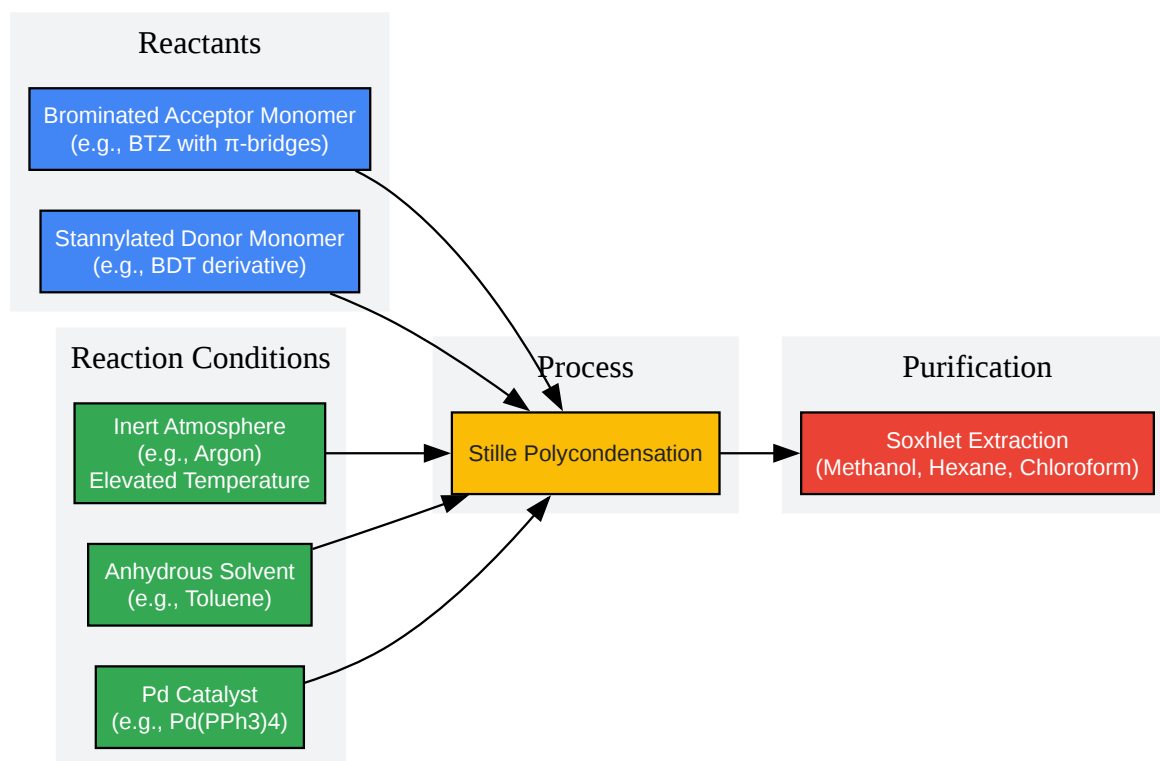 Reactants
Brominated Acceptor Monomer
(e.g., BTZ with π-bridges)
Stannylated Donor Monomer
(e.g., BDT derivative)
Reaction Conditions
Inert Atmosphere
(e.g., Argon)
Elevated Temperature
Anhydrous Solvent
(e.g., Toluene)
Pd Catalyst
(e.g., Pd(PPh3)4)
Process
Stille Polycondensation
Purification
Soxhlet Extraction
(Methanol, Hexane, Chloroform)